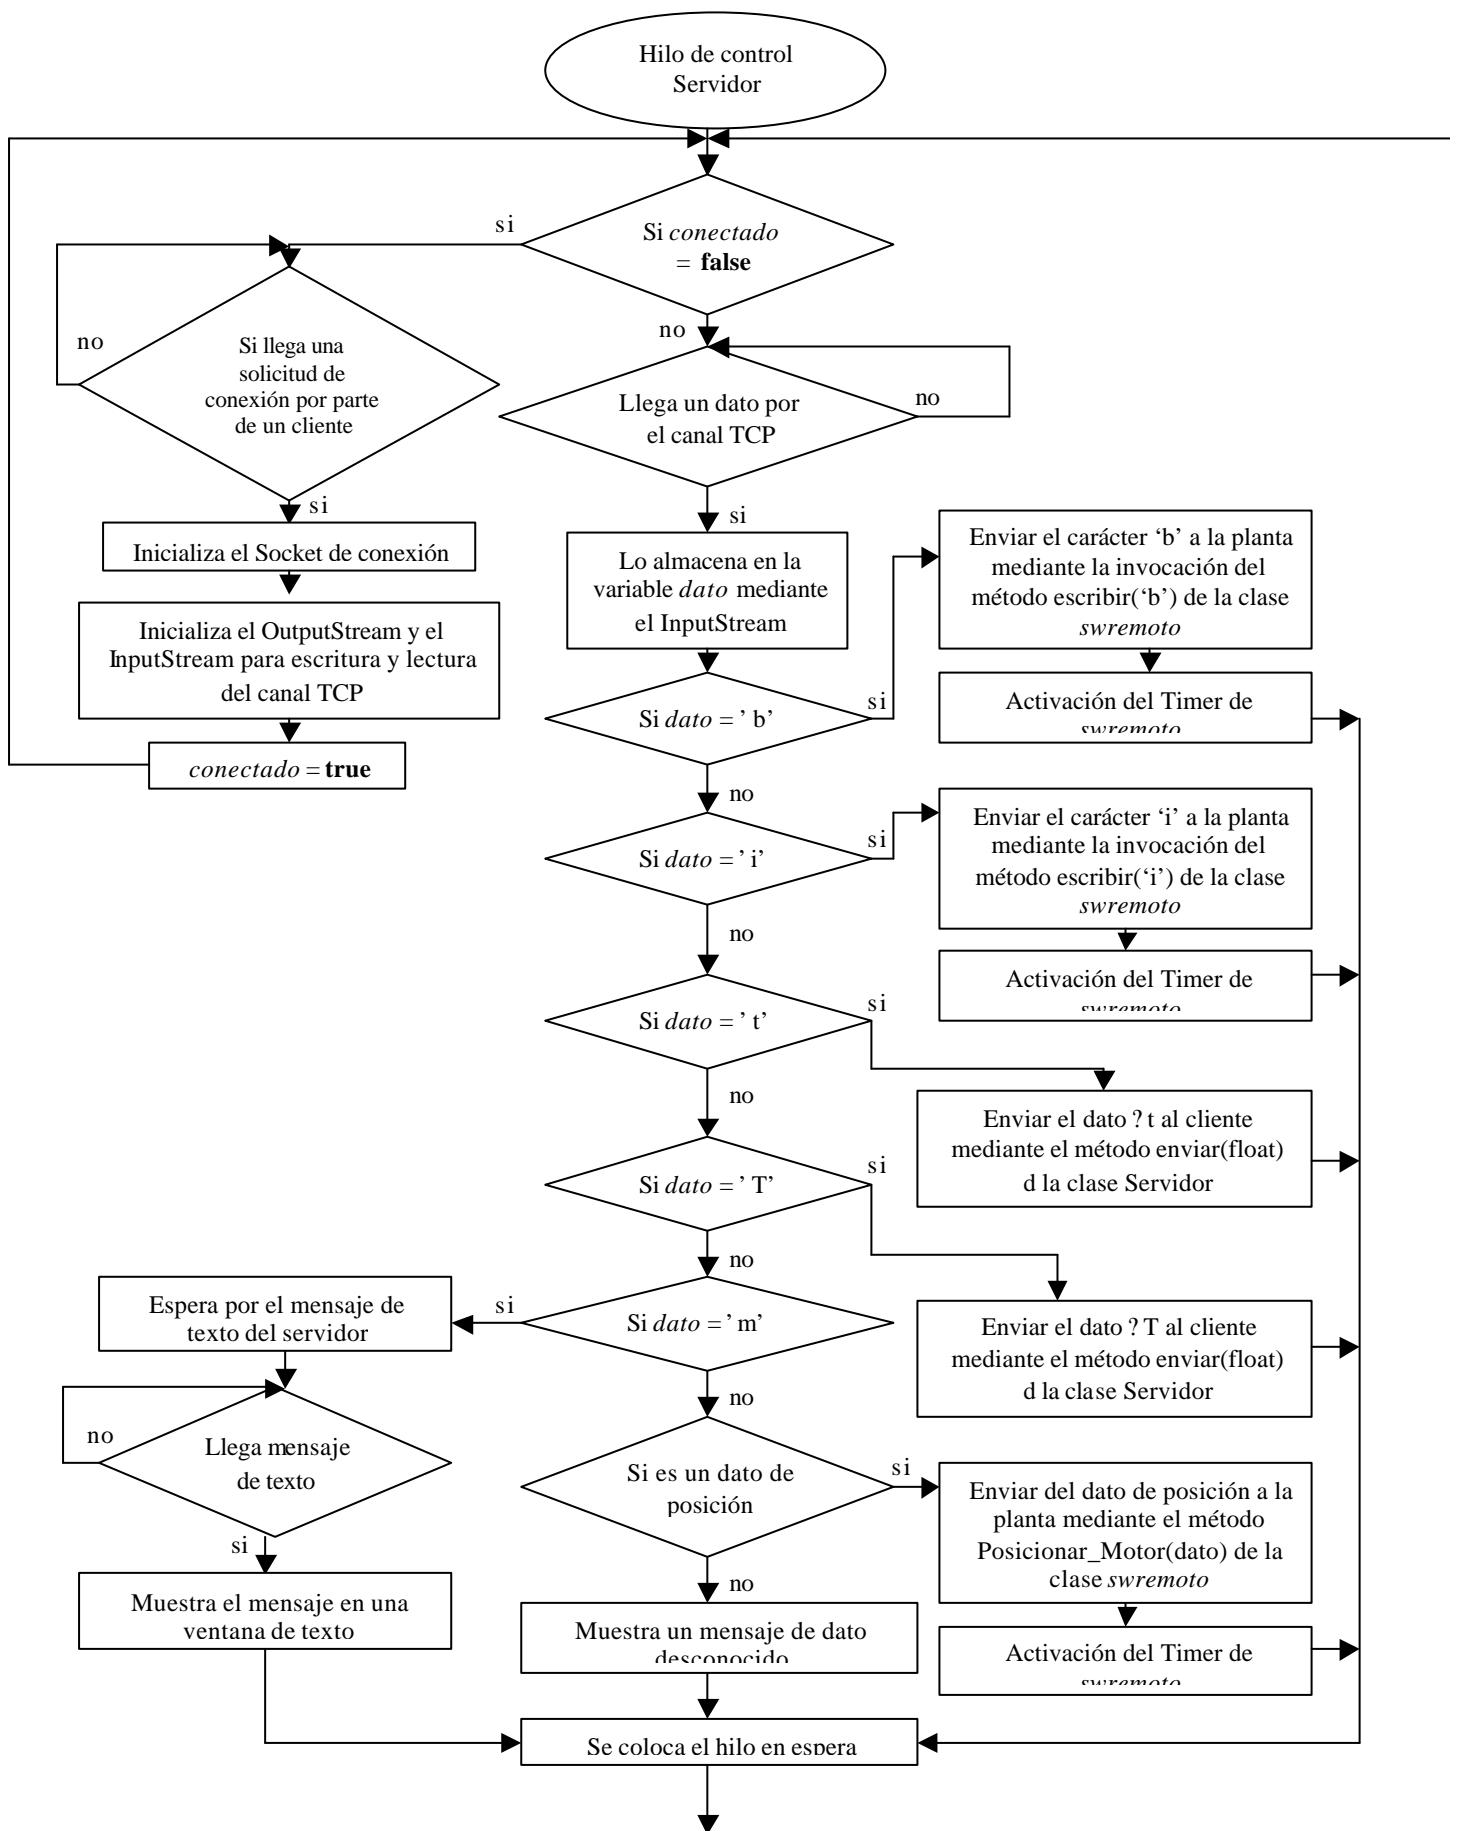 Hilo de control
Servidor
si
Si conectado
= false
no
no
Si llega una
solicitud de
conexión por parte
de un cliente
Llega un dato por
el canal TCP
no
si
Inicializa el Socket de conexión
si
Lo almacena en la
variable dato mediante
el InputStream
Enviar el carácter ‘b’ a la planta
mediante la invocación del
método escribir(‘b’) de la clase
swremoto
Inicializa el OutputStream y el
InputStream para escritura y lectura
del canal TCP
Si dato = ’ b’
si
Activación del Timer de
swremoto
conectado = true
no
Si dato = ’ i’
si
Enviar el carácter ‘i’ a la planta
mediante la invocación del
método escribir(‘i’) de la clase
swremoto
no
Activación del Timer de
swremoto
Si dato = ’ t’
si
no
Enviar el dato ? t al cliente
mediante el método enviar(float)
d la clase Servidor
Si dato = ’ T’
si
no
Enviar el dato ? T al cliente
mediante el método enviar(float)
d la clase Servidor
Si dato = ’ m’
si
Espera por el mensaje de
texto del servidor
no
no
Llega mensaje
de texto
Si es un dato de
posición
si
Enviar del dato de posición a la
planta mediante el método
Posicionar_Motor(dato) de la
clase swremoto
si
no
Muestra el mensaje en una
ventana de texto
Muestra un mensaje de dato
desconocido
Activación del Timer de
swremoto
Se coloca el hilo en espera